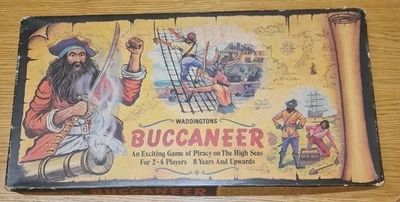 WADDINGTONS
BUCCANEER
An Exciting Game of Piracy on The High Seas
For 2-4 Players 8 Years And Upwards
BUCCANEER